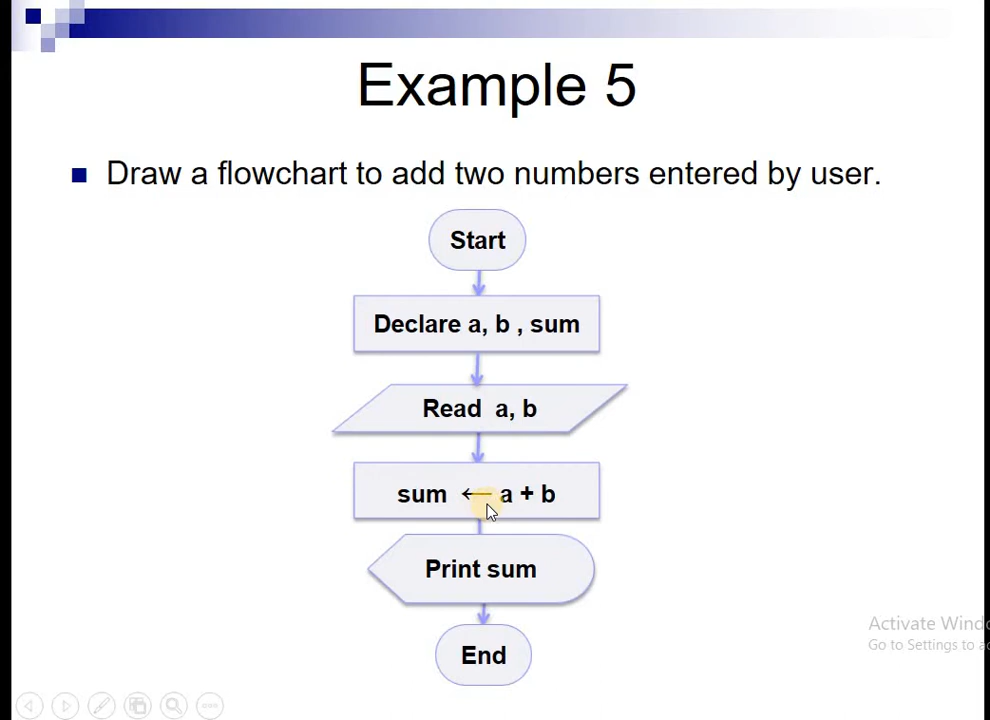 Example 5
Draw a flowchart to add two numbers entered by user.
Start
Declare a, b , sum
Read a, b
sum ← a + b
Print sum
End
Activate Windo
Go to Settings to a